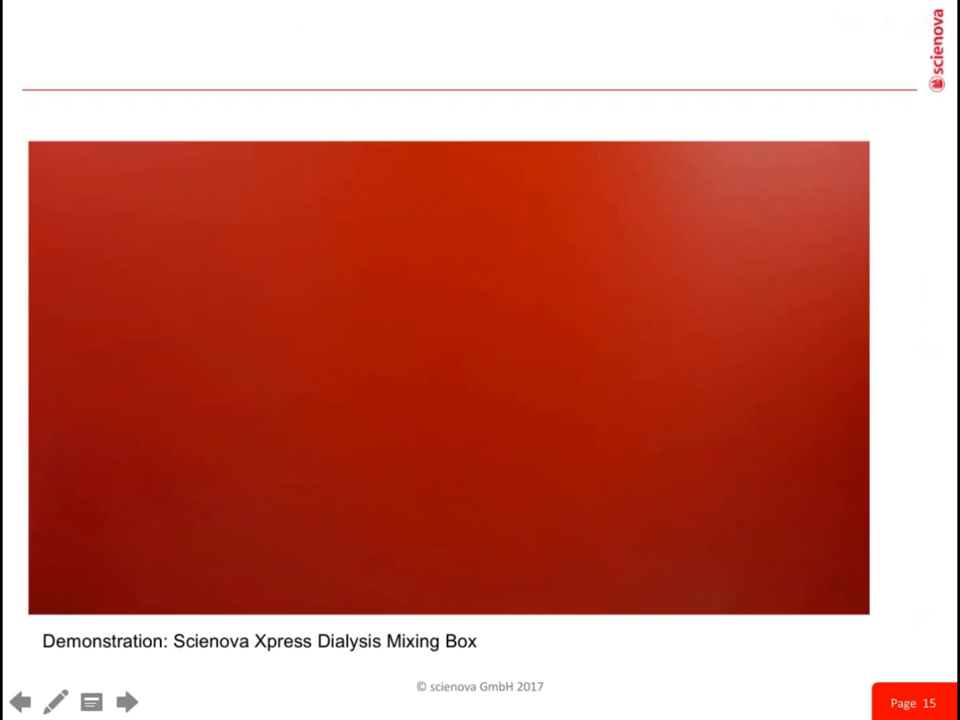 scienova
Demonstration: Scienova Xpress Dialysis Mixing Box
© scienova GmbH 2017
Page 15